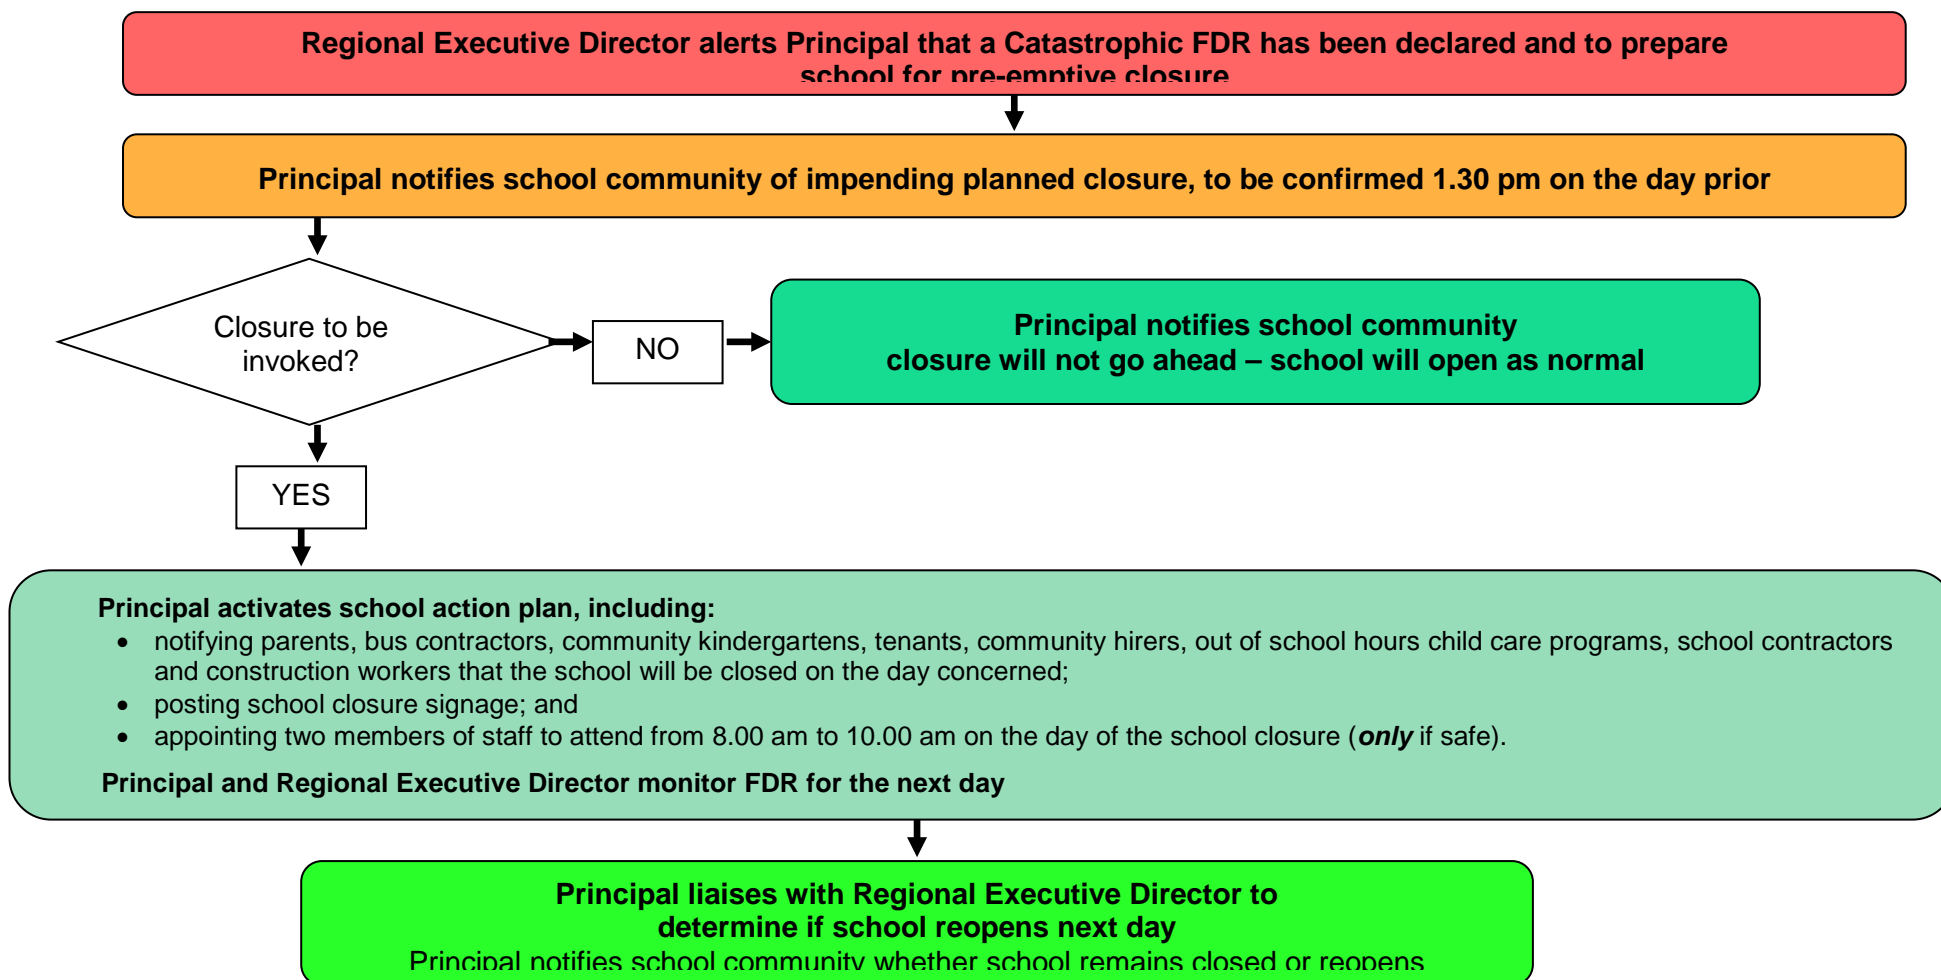 Regional Executive Director alerts Principal that a Catastrophic FDR has been declared and to prepare
school for pre-emptive closure
Principal notifies school community of impending planned closure, to be confirmed 1.30 pm on the day prior
Closure to be
invoked?
NO
Principal notifies school community
closure will not go ahead – school will open as normal
YES
Principal activates school action plan, including:
• notifying parents, bus contractors, community kindergartens, tenants, community hirers, out of school hours child care programs, school contractors
and construction workers that the school will be closed on the day concerned;
• posting school closure signage; and
• appointing two members of staff to attend from 8.00 am to 10.00 am on the day of the school closure (only if safe).
Principal and Regional Executive Director monitor FDR for the next day
Principal liaises with Regional Executive Director to
determine if school reopens next day
Principal notifies school community whether school remains closed or reopens